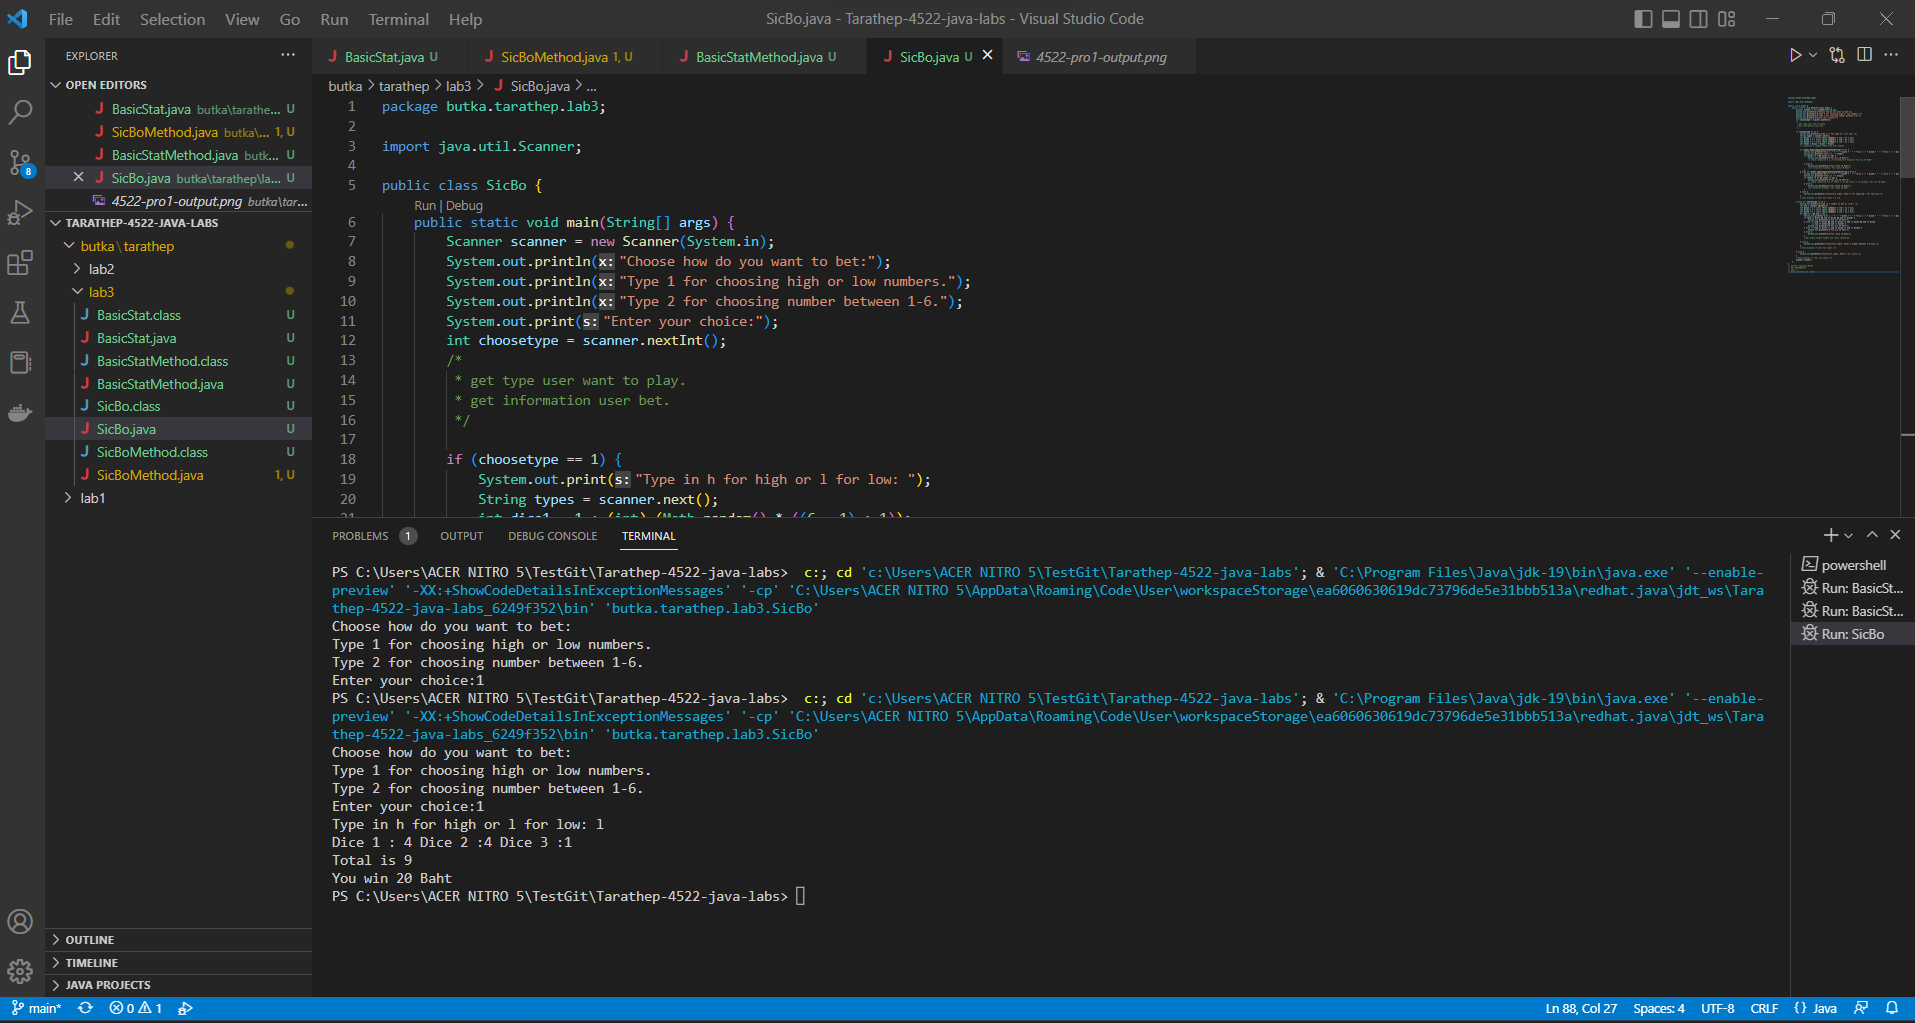 File Edit Selection View Go Run Terminal Help
SicBo.java - Tarathep-4522-java-labs - Visual Studio Code
EXPLORER
OPEN EDITORS
BasicStat.java butka\tarathe... U
SicBoMethod.java butka\... 1, U
BasicStatMethod.java butk... U
SicBo.java butka\tarathep\la... U
4522-pro1-output.png butka\tar...
TARATHEP-4522-JAVA-LABS
butka\tarathep
lab2
lab3
BasicStat.class U
BasicStat.java U
BasicStatMethod.class U
BasicStatMethod.java U
SicBo.class U
SicBo.java U
SicBoMethod.class U
SicBoMethod.java 1, U
lab1
OUTLINE
TIMELINE
JAVA PROJECTS
8
BasicStat.java U SicBoMethod.java 1, U BasicStatMethod.java U SicBo.java U 4522-pro1-output.png
butka > tarathep > lab3 > SicBo.java > ...
1 package butka.tarathep.lab3;
2
3 import java.util.Scanner;
4
5 public class SicBo {
Run | Debug
6 public static void main(String[] args) {
7 Scanner scanner = new Scanner(System.in);
8 System.out.println(x: "Choose how do you want to bet:");
9 System.out.println(x: "Type 1 for choosing high or low numbers.");
10 System.out.println(x: "Type 2 for choosing number between 1-6.");
11 System.out.print(s: "Enter your choice:");
12 int choosetype = scanner.nextInt();
13 /*
14 * get type user want to play.
15 * get information user bet.
16 */
17
18 if (choosetype == 1) {
19 System.out.print(s: "Type in h for high or l for low: ");
20 String types = scanner.next();
21 int dice1 = 1 + (int) (Math.random() * ((6 - 1) + 1));
PROBLEMS 1 OUTPUT DEBUG CONSOLE TERMINAL
PS C:\Users\ACER NITRO 5\TestGit\Tarathep-4522-java-labs> c:; cd 'c:\Users\ACER NITRO 5\TestGit\Tarathep-4522-java-labs'; & 'C:\Program Files\Java\jdk-19\bin\java.exe' '--enable-
preview' '-XX:+ShowCodeDetailsInExceptionMessages' '-cp' 'C:\Users\ACER NITRO 5\AppData\Roaming\Code\User\workspaceStorage\ea6060630619dc73796de5e31bbb513a\redhat.java\jdt_ws\Tara
thep-4522-java-labs_6249f352\bin' 'butka.tarathep.lab3.SicBo'
Choose how do you want to bet:
Type 1 for choosing high or low numbers.
Type 2 for choosing number between 1-6.
Enter your choice:1
PS C:\Users\ACER NITRO 5\TestGit\Tarathep-4522-java-labs> c:; cd 'c:\Users\ACER NITRO 5\TestGit\Tarathep-4522-java-labs'; & 'C:\Program Files\Java\jdk-19\bin\java.exe' '--enable-
preview' '-XX:+ShowCodeDetailsInExceptionMessages' '-cp' 'C:\Users\ACER NITRO 5\AppData\Roaming\Code\User\workspaceStorage\ea6060630619dc73796de5e31bbb513a\redhat.java\jdt_ws\Tara
thep-4522-java-labs_6249f352\bin' 'butka.tarathep.lab3.SicBo'
Choose how do you want to bet:
Type 1 for choosing high or low numbers.
Type 2 for choosing number between 1-6.
Enter your choice:1
Type in h for high or l for low: l
Dice 1 : 4 Dice 2 :4 Dice 3 :1
Total is 9
You win 20 Baht
PS C:\Users\ACER NITRO 5\TestGit\Tarathep-4522-java-labs>
powershell
Run: BasicSt...
Run: BasicSt...
Run: SicBo
main* 0 1 Ln 88, Col 27 Spaces: 4 UTF-8 CRLF {} Java